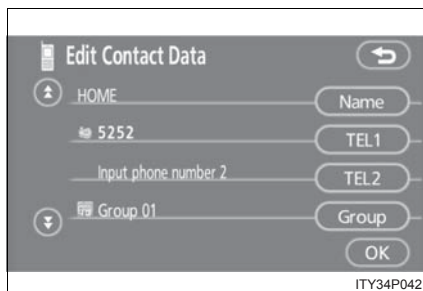 Edit Contact Data
HOME Name
5252 TEL1
Input phone number 2 TEL2
Group 01 Group
OK
ITY34P042